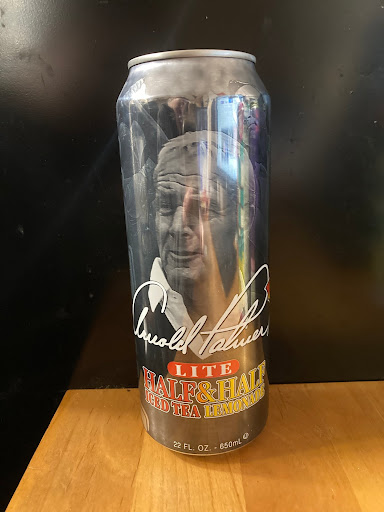 Arnold Palmer
LITE
HALF & HALF
ICED TEA LEMONADE
22 FL. OZ. - 650mL